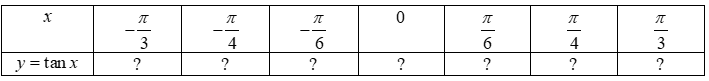 x −π/3 −π/4 −π/6 0 π/6 π/4 π/3
y = tan x ? ? ? ? ? ? ?